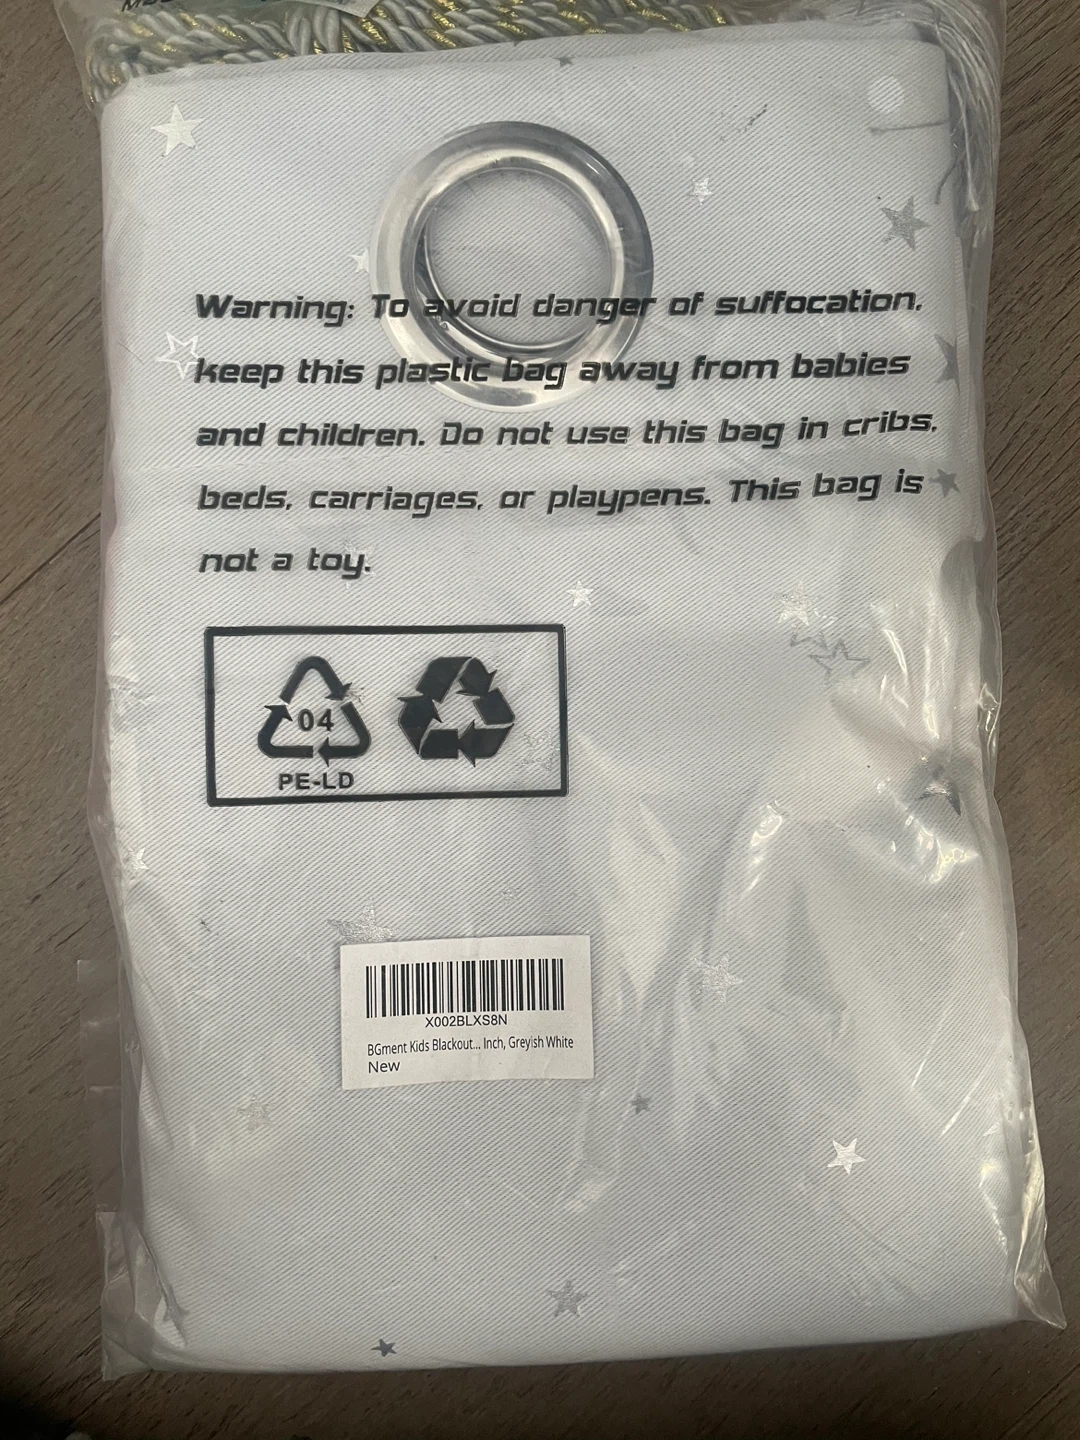 Warning: To avoid danger of suffocation,
keep this plastic bag away from babies
and children. Do not use this bag in cribs,
beds, carriages, or playpens. This bag is
not a toy.
04
PE-LD
X002BLXS8N
BGment Kids Blackout... Inch, Greyish White
New